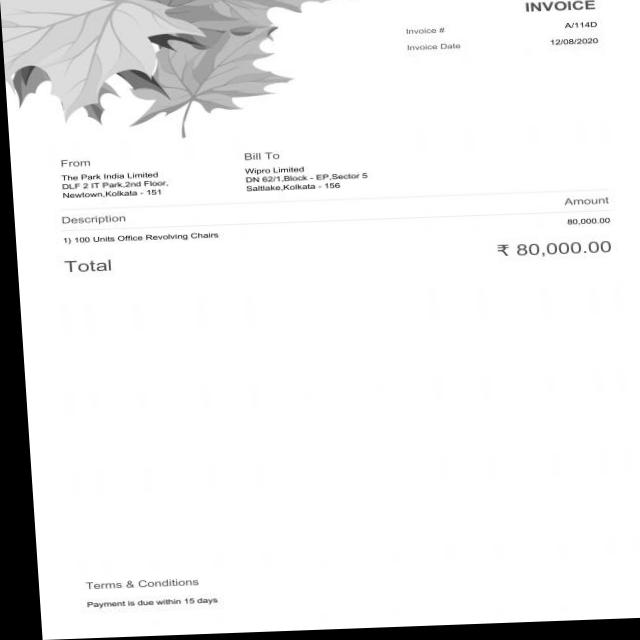 INVOICE
Invoice # A/114D
Invoice Date 12/08/2020
From
The Park India Limited
DLF 2 IT Park,2nd Floor,
Newtown,Kolkata - 151
Bill To
Wipro Limited
DN 62/1,Block - EP,Sector 5
Saltlake,Kolkata - 156
Description Amount
1) 100 Units Office Revolving Chairs 80,000.00
Total ₹ 80,000.00
Terms & Conditions
Payment is due within 15 days